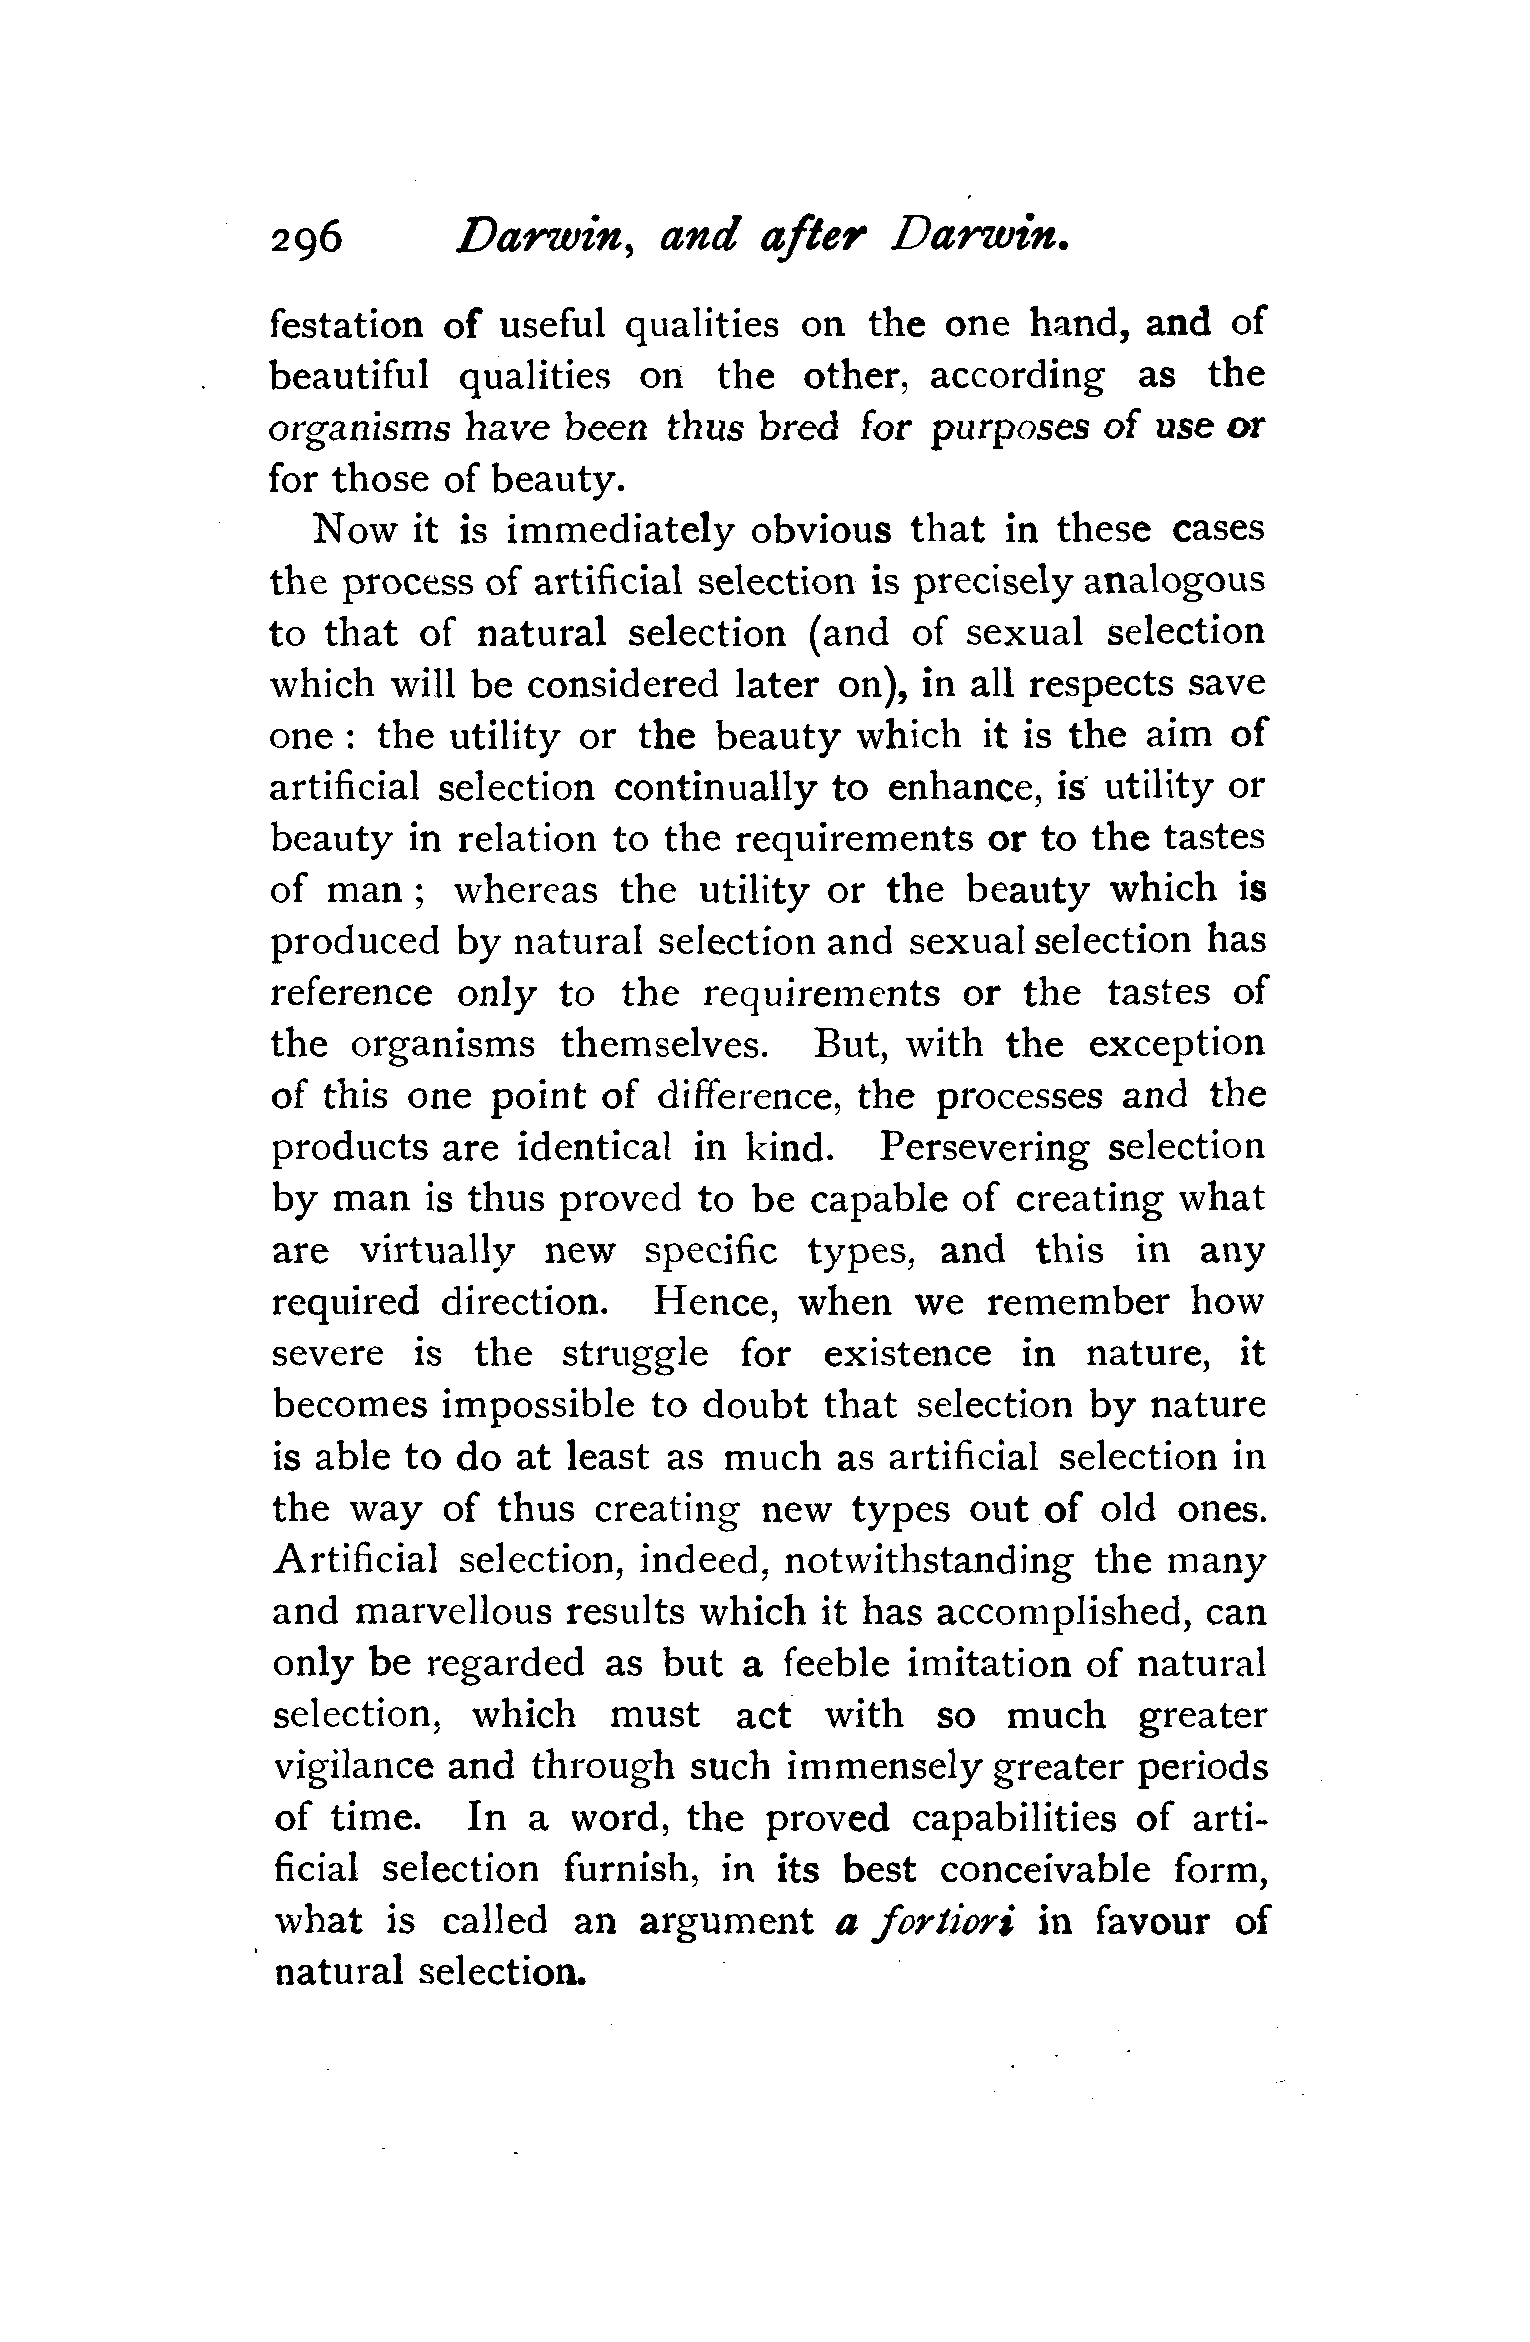 296 Darwin, and after Darwin.
festation of useful qualities on the one hand, and of
beautiful qualities on the other, according as the
organisms have been thus bred for purposes of use or
for those of beauty.
Now it is immediately obvious that in these cases
the process of artificial selection is precisely analogous
to that of natural selection (and of sexual selection
which will be considered later on), in all respects save
one : the utility or the beauty which it is the aim of
artificial selection continually to enhance, is utility or
beauty in relation to the requirements or to the tastes
of man ; whereas the utility or the beauty which is
produced by natural selection and sexual selection has
reference only to the requirements or the tastes of
the organisms themselves. But, with the exception
of this one point of difference, the processes and the
products are identical in kind. Persevering selection
by man is thus proved to be capable of creating what
are virtually new specific types, and this in any
required direction. Hence, when we remember how
severe is the struggle for existence in nature, it
becomes impossible to doubt that selection by nature
is able to do at least as much as artificial selection in
the way of thus creating new types out of old ones.
Artificial selection, indeed, notwithstanding the many
and marvellous results which it has accomplished, can
only be regarded as but a feeble imitation of natural
selection, which must act with so much greater
vigilance and through such immensely greater periods
of time. In a word, the proved capabilities of arti-
ficial selection furnish, in its best conceivable form,
what is called an argument a fortiori in favour of
natural selection.